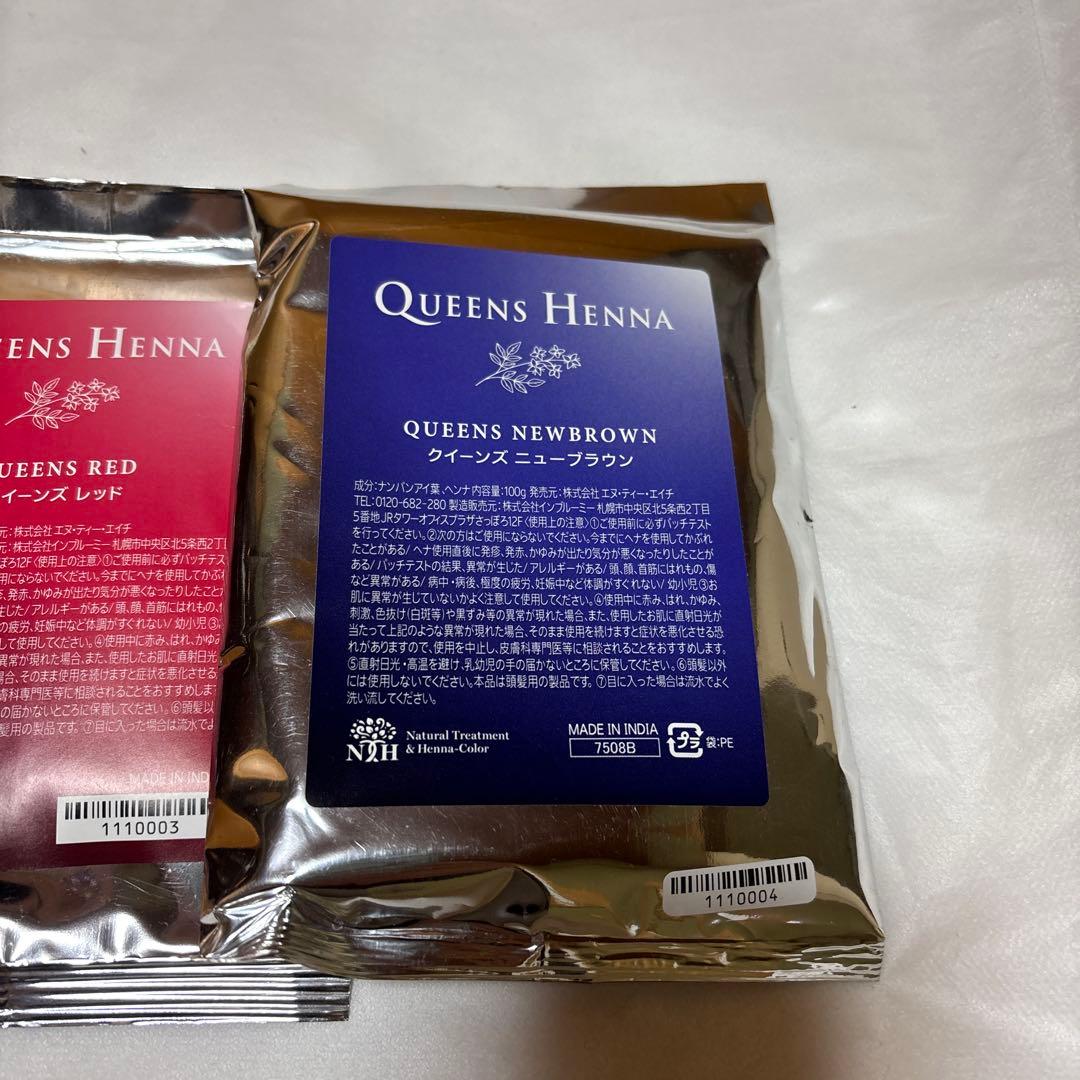 QUEENS HENNA
QUEENS NEWBROWN
クイーンズ ニューブラウン
成分:ナンバンアイ葉、ヘンナ 内容量:100g 発売元:株式会社 エヌ・ティー・エイチ
TEL:0120-682-280 製造販売元:株式会社インプルーミー 札幌市中央区北5条西2丁目
5番地 JRタワーオフィスプラザさっぽろ12F〈使用上の注意〉①ご使用前に必ずパッチテスト
を行ってください。②次の方はご使用にならないでください。今までにヘナを使用してかぶれ
たことがある/ ヘナ使用直後に発疹、発赤、かゆみが出たり気分が悪くなったりしたことが
ある/ パッチテストの結果、異常が生じた/ アレルギーがある/ 頭、顔、首筋にはれもの、傷
など異常がある/ 病中・病後、極度の疲労、妊娠中など体調がすぐれない/ 幼小児 ③お
肌に異常が生じていないかよく注意して使用してください。④使用中に赤み、はれ、かゆみ、
刺激、色抜け(白斑等)や黒ずみ等の異常が現れた場合、また、使用したお肌に直射日光が
当たって上記のような異常が現れた場合、そのまま使用を続けますと症状を悪化させる恐
れがありますので、使用を中止し、皮膚科専門医等に相談されることをおすすめします。
⑤直射日光・高温を避け、乳幼児の手の届かないところに保管してください。⑥頭髪以外
には使用しないでください。本品は頭髪用の製品です。⑦目に入った場合は流水でよく
洗い流してください。
NTH Natural Treatment
& Henna-Color
MADE IN INDIA
7508B
プラ 袋:PE
1110004
EENS HENNA
UEENS RED
イーンズ レッド
元:株式会社 エヌ・ティー・エイチ
元:株式会社インプルーミー 札幌市中央区北5条西2丁
ぽろ12F〈使用上の注意〉①ご使用前に必ずパッチテ
用にならないでください。今までにヘナを使用してかぶ
、発赤、かゆみが出たり気分が悪くなったりしたこと
生じた/ アレルギーがある/ 頭、顔、首筋にはれもの、
の疲労、妊娠中など体調がすぐれない/ 幼小児 ③
して使用してください。④使用中に赤み、はれ、かゆみ
異常が現れた場合、また、使用したお肌に直射日光
場合、そのまま使用を続けますと症状を悪化させる
膚科専門医等に相談されることをおすすめしま
の届かないところに保管してください。⑥頭髪以
髪用の製品です。⑦目に入った場合は流水でよ
MADE IN IND
1110003